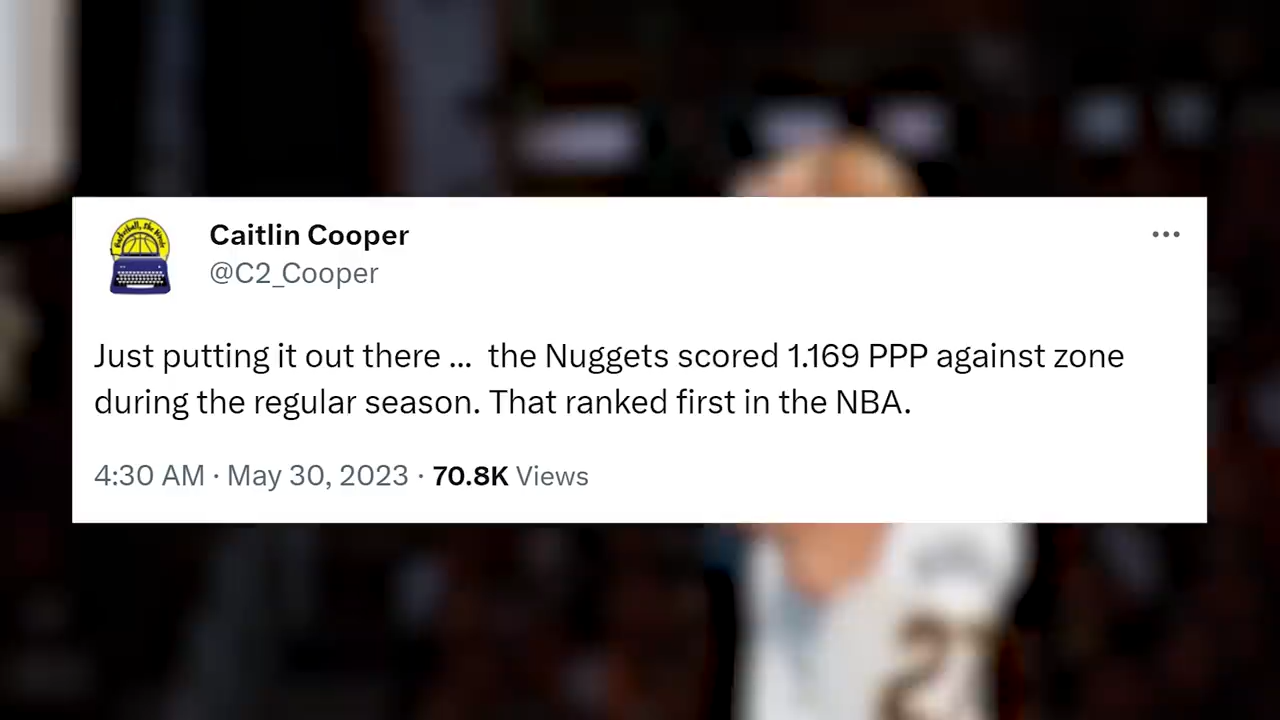 Caitlin Cooper
@C2_Cooper
Just putting it out there ...  the Nuggets scored 1.169 PPP against zone
during the regular season. That ranked first in the NBA.
4:30 AM · May 30, 2023 · 70.8K Views